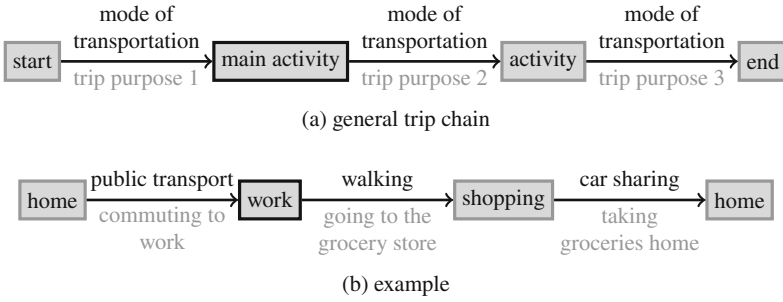 mode of transportation mode of transportation mode of transportation
start main activity activity end
trip purpose 1 trip purpose 2 trip purpose 3
(a) general trip chain
public transport walking car sharing
home work shopping home
commuting to work going to the grocery store taking groceries home
(b) example